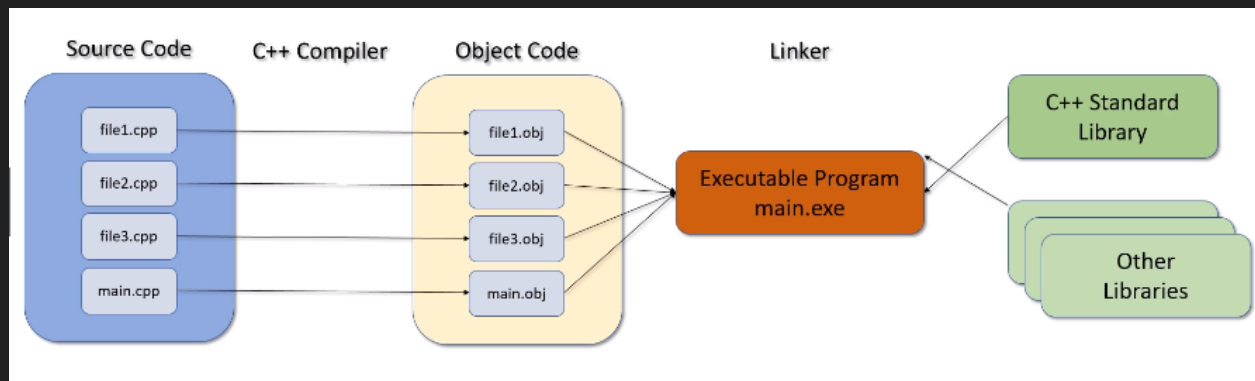 Source Code
C++ Compiler
Object Code
Linker
file1.cpp
file2.cpp
file3.cpp
main.cpp
file1.obj
file2.obj
file3.obj
main.obj
Executable Program
main.exe
C++ Standard
Library
Other
Libraries